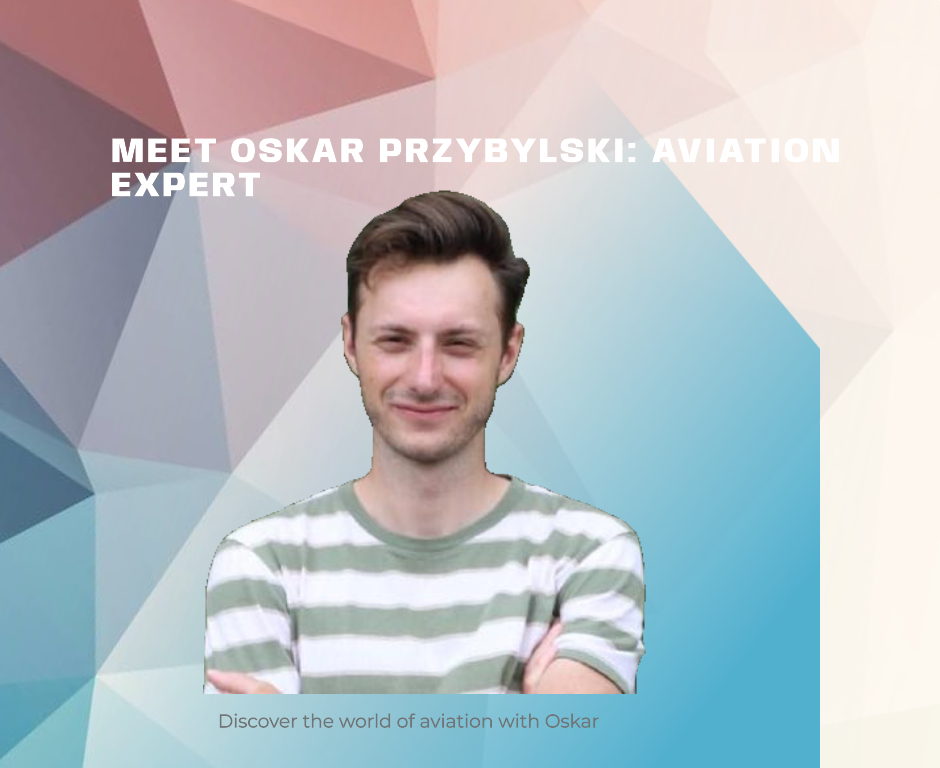 MEET OSKAR PRZYBYLSKI: AVIATION
EXPERT
Discover the world of aviation with Oskar